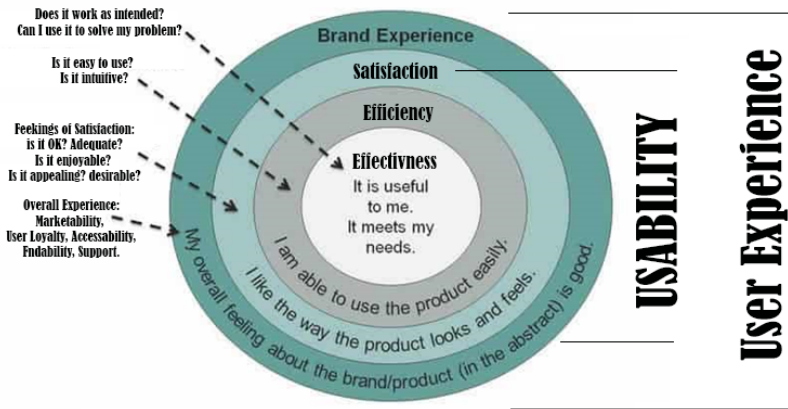 Does it work as intended?
Can I use it to solve my problem?
Is it easy to use?
Is it intuitive?
Feekings of Satisfaction:
is it OK? Adequate?
Is it enjoyable?
Is it appealing? desirable?
Overall Experience:
Marketability,
User Loyalty, Accessability,
Fndability, Support.
Brand Experience
Satisfaction
Efficiency
Effectivness
It is useful
to me.
It meets my
needs.
I am able to use the product easily.
I like the way the product looks and feels.
My overall feeling about the brand/product (in the abstract) is good.
USABILITY
User Experience